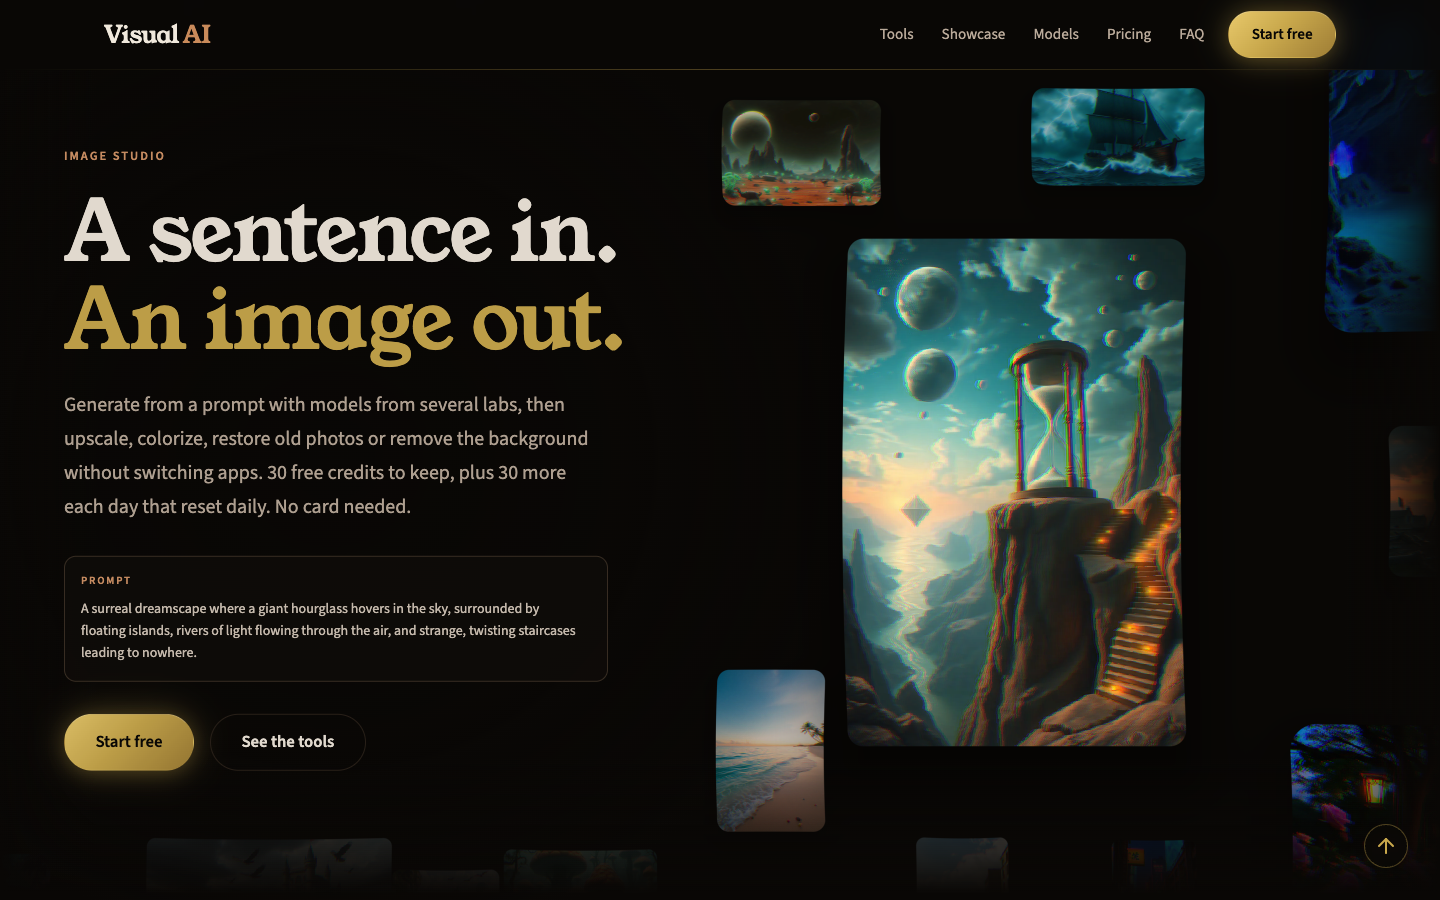 Visual AI
Tools
Showcase
Models
Pricing
FAQ
Start free
IMAGE STUDIO
A sentence in.
An image out.
Generate from a prompt with models from several labs, then
upscale, colorize, restore old photos or remove the background
without switching apps. 30 free credits to keep, plus 30 more
each day that reset daily. No card needed.
PROMPT
A surreal dreamscape where a giant hourglass hovers in the sky, surrounded by
floating islands, rivers of light flowing through the air, and strange, twisting staircases
leading to nowhere.
Start free
See the tools